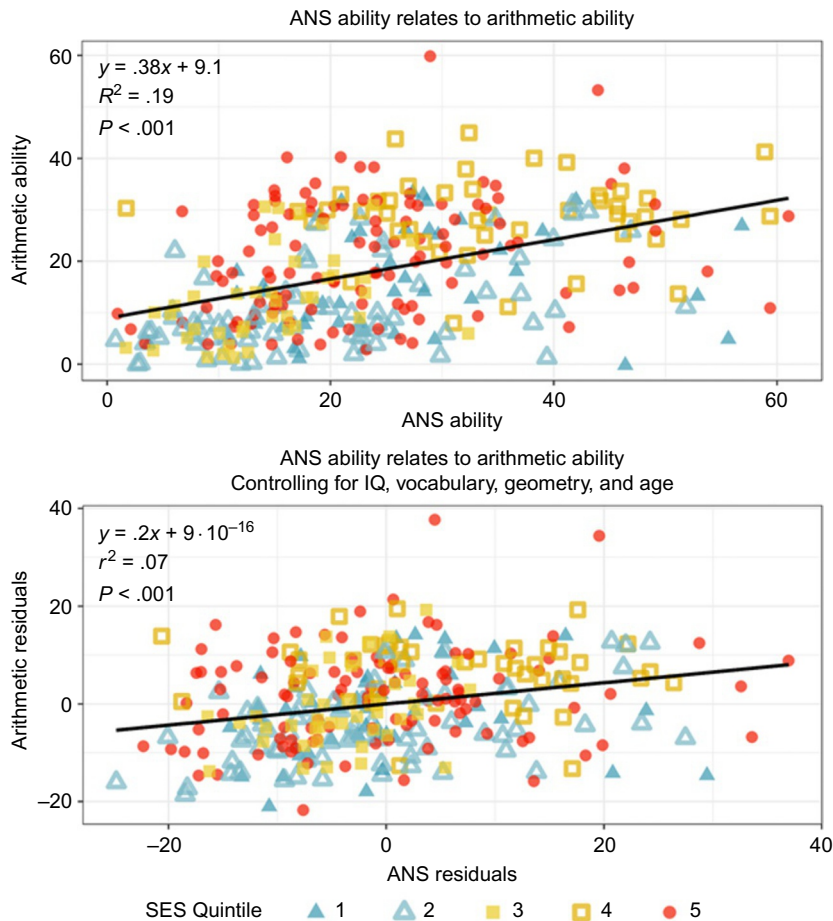 ANS ability relates to arithmetic ability
y = .38x + 9.1
R² = .19
P < .001
Arithmetic ability
60
40
20
0
0 20 40 60
ANS ability
ANS ability relates to arithmetic ability
Controlling for IQ, vocabulary, geometry, and age
y = .2x + 9·10⁻¹⁶
r² = .07
P < .001
Arithmetic residuals
40
20
0
–20
–20 0 20 40
ANS residuals
SES Quintile 1 2 3 4 5